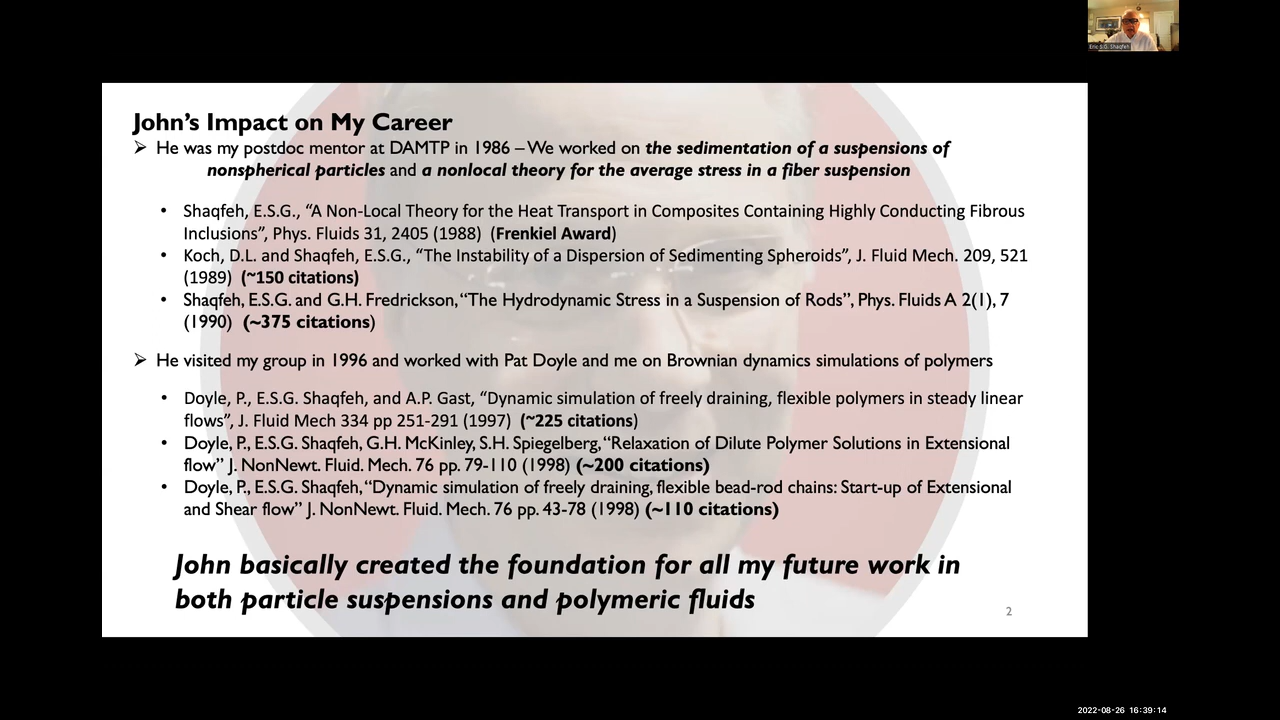 Eric S.G. Shaqfeh
John's Impact on My Career
➢ He was my postdoc mentor at DAMTP in 1986 – We worked on the sedimentation of a suspensions of
nonspherical particles and a nonlocal theory for the average stress in a fiber suspension
• Shaqfeh, E.S.G., “A Non-Local Theory for the Heat Transport in Composites Containing Highly Conducting Fibrous
Inclusions”, Phys. Fluids 31, 2405 (1988) (Frenkiel Award)
• Koch, D.L. and Shaqfeh, E.S.G., “The Instability of a Dispersion of Sedimenting Spheroids”, J. Fluid Mech. 209, 521
(1989) (~150 citations)
• Shaqfeh, E.S.G. and G.H. Fredrickson, “The Hydrodynamic Stress in a Suspension of Rods”, Phys. Fluids A 2(1), 7
(1990) (~375 citations)
➢ He visited my group in 1996 and worked with Pat Doyle and me on Brownian dynamics simulations of polymers
• Doyle, P., E.S.G. Shaqfeh, and A.P. Gast, “Dynamic simulation of freely draining, flexible polymers in steady linear
flows”, J. Fluid Mech 334 pp 251-291 (1997) (~225 citations)
• Doyle, P., E.S.G. Shaqfeh, G.H. McKinley, S.H. Spiegelberg, “Relaxation of Dilute Polymer Solutions in Extensional
flow” J. NonNewt. Fluid. Mech. 76 pp. 79-110 (1998) (~200 citations)
• Doyle, P., E.S.G. Shaqfeh, “Dynamic simulation of freely draining, flexible bead-rod chains: Start-up of Extensional
and Shear flow” J. NonNewt. Fluid. Mech. 76 pp. 43-78 (1998) (~110 citations)
John basically created the foundation for all my future work in
both particle suspensions and polymeric fluids
2
2022-08-26 16:39:14